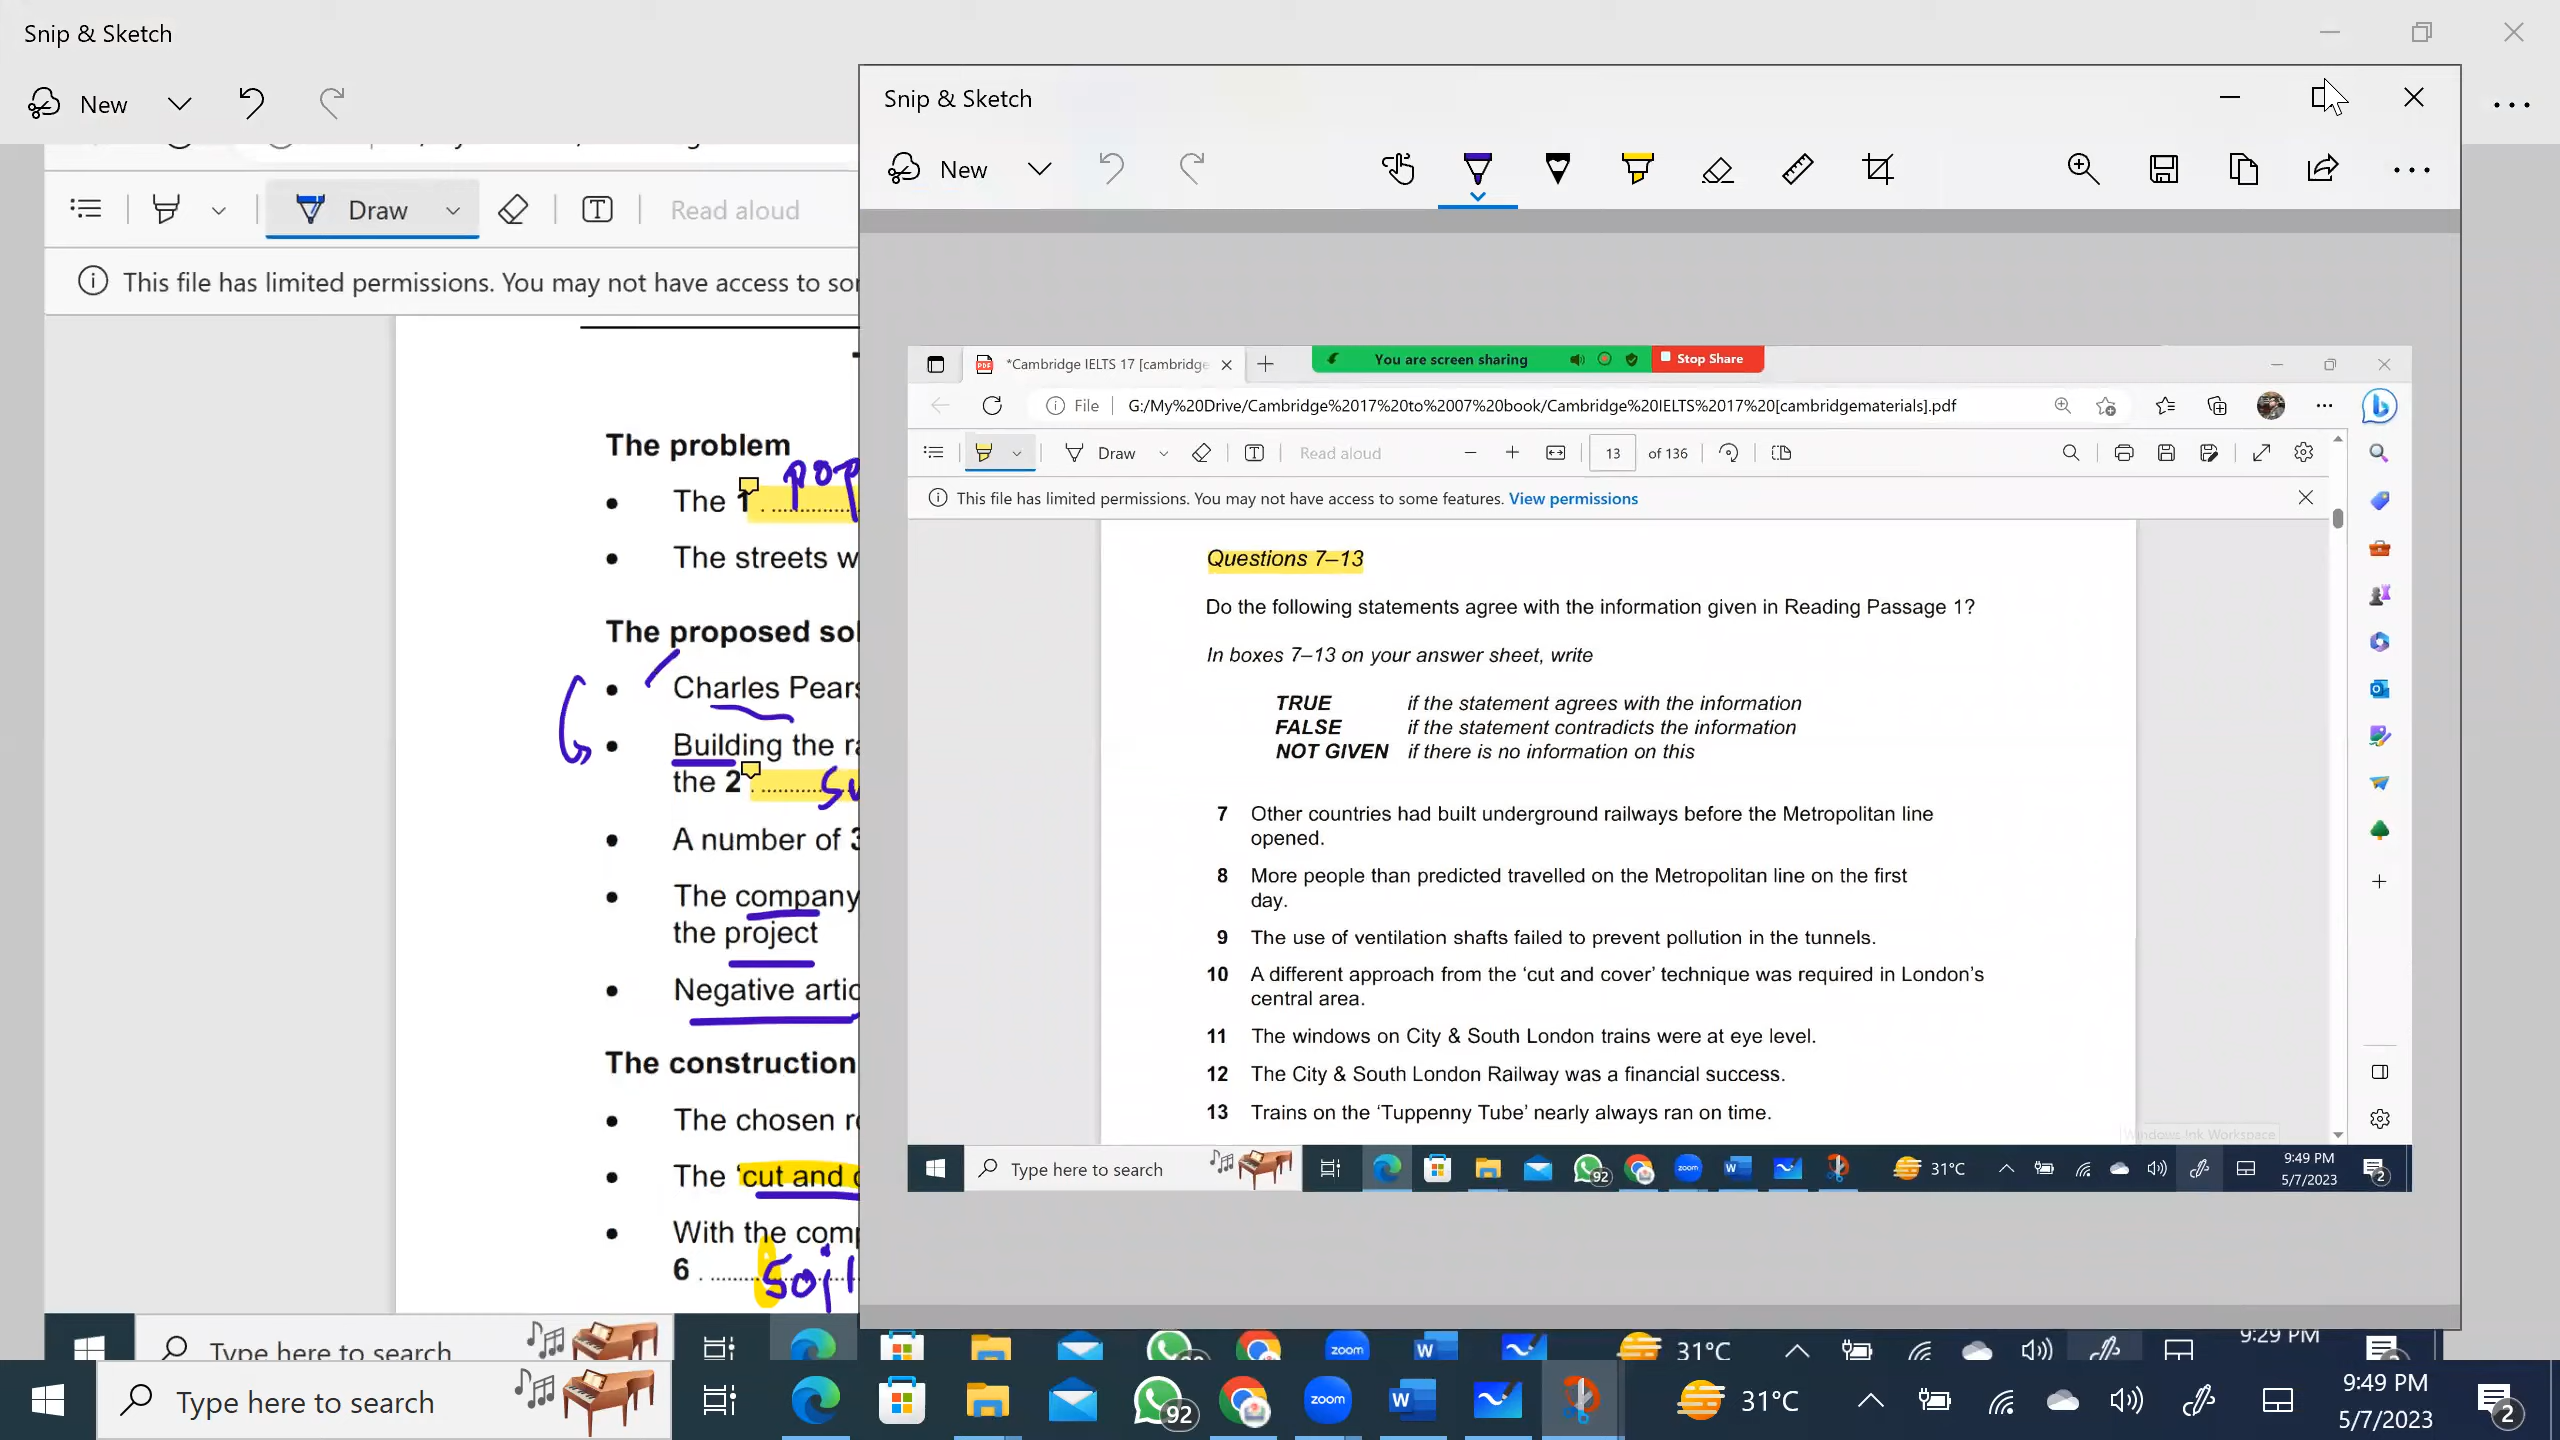 Snip & Sketch
New
Draw
Read aloud
This file has limited permissions. You may not have access to
The problem
The 1
The streets
The proposed
Charles
Building the
the 2
A number of
The company
the project
Negative
The construction
The chosen
The ‘cut and
With the
6
soil
Type here to search
31°C
9:29 PM
Type here to search
92
zoom
31°C
9:49 PM
5/7/2023
2
Snip & Sketch
New
*Cambridge IELTS 17 [cambridge
You are screen sharing
Stop Share
File
G:/My%20Drive/Cambridge%2017%20to%2007%20book/Cambridge%20IELTS%2017%20[cambridgematerials].pdf
Draw
Read aloud
13
of 136
This file has limited permissions. You may not have access to some features. View permissions
Questions 7–13
Do the following statements agree with the information given in Reading Passage 1?
In boxes 7–13 on your answer sheet, write
TRUE if the statement agrees with the information
FALSE if the statement contradicts the information
NOT GIVEN if there is no information on this
7 Other countries had built underground railways before the Metropolitan line
opened.
8 More people than predicted travelled on the Metropolitan line on the first
day.
9 The use of ventilation shafts failed to prevent pollution in the tunnels.
10 A different approach from the ‘cut and cover’ technique was required in London’s
central area.
11 The windows on City & South London trains were at eye level.
12 The City & South London Railway was a financial success.
13 Trains on the ‘Tuppenny Tube’ nearly always ran on time.
Windows Ink Workspace
Type here to search
92
zoom
31°C
9:49 PM
5/7/2023
2